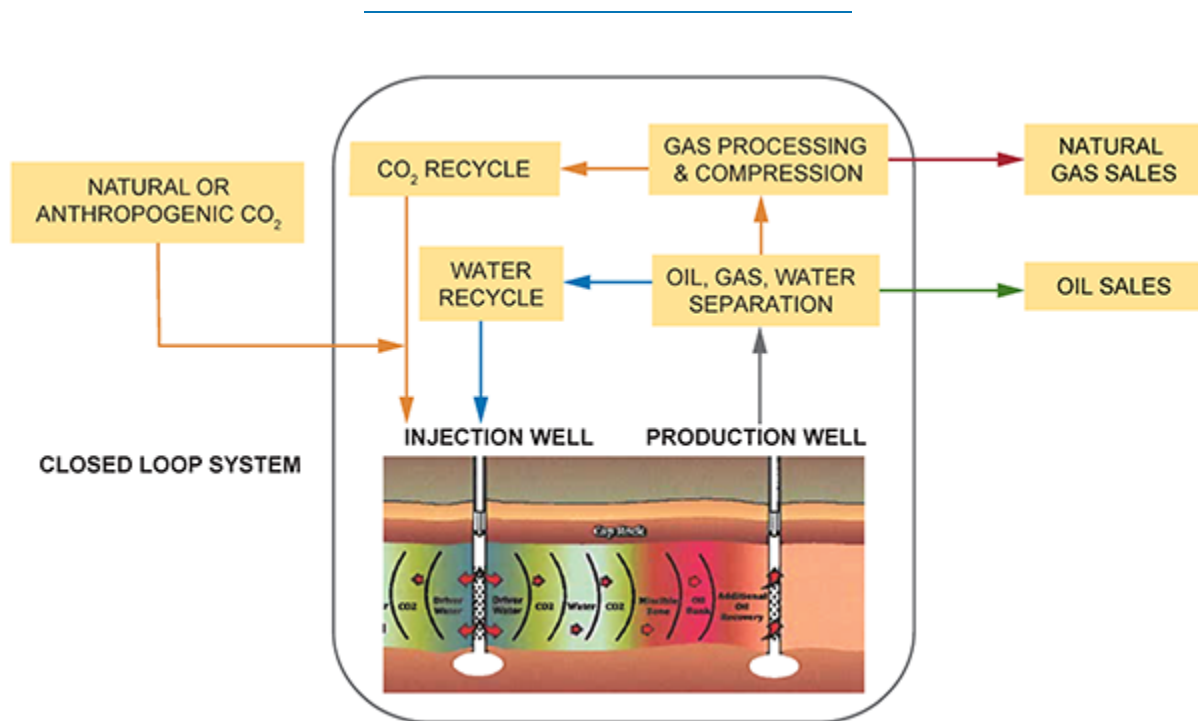 GAS PROCESSING
& COMPRESSION
NATURAL
GAS SALES
CO₂ RECYCLE
NATURAL OR
ANTHROPOGENIC CO₂
WATER
RECYCLE
OIL, GAS, WATER
SEPARATION
OIL SALES
INJECTION WELL
PRODUCTION WELL
CLOSED LOOP SYSTEM
Cap Rock
CO2
Driver
Water
Driver
Water
CO2
Water
CO2
Miscible
Zone
Oil
Bank
Additional
Oil
Recovery